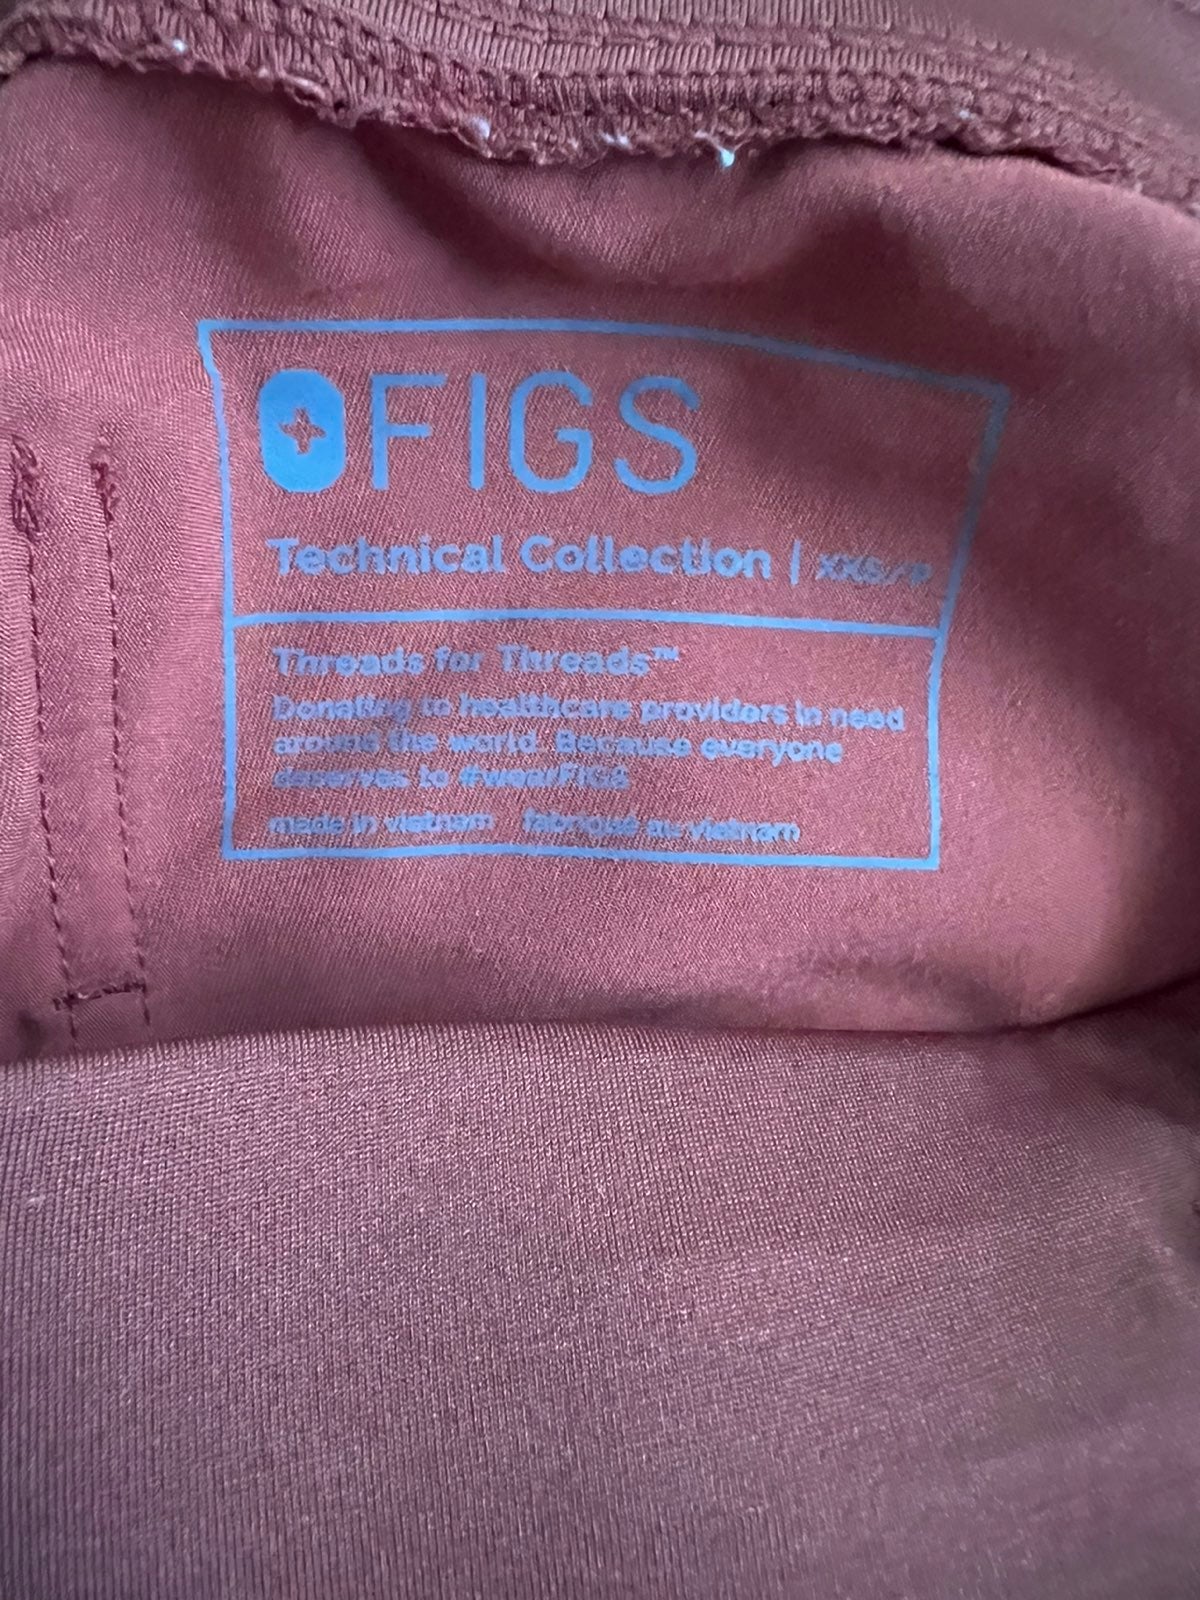 FIGS
Technical Collection | XXS/P
Threads for Threads™
Donating to healthcare providers in need
around the world. Because everyone
deserves to #wearFIGS
made in vietnam fabriqué au vietnam